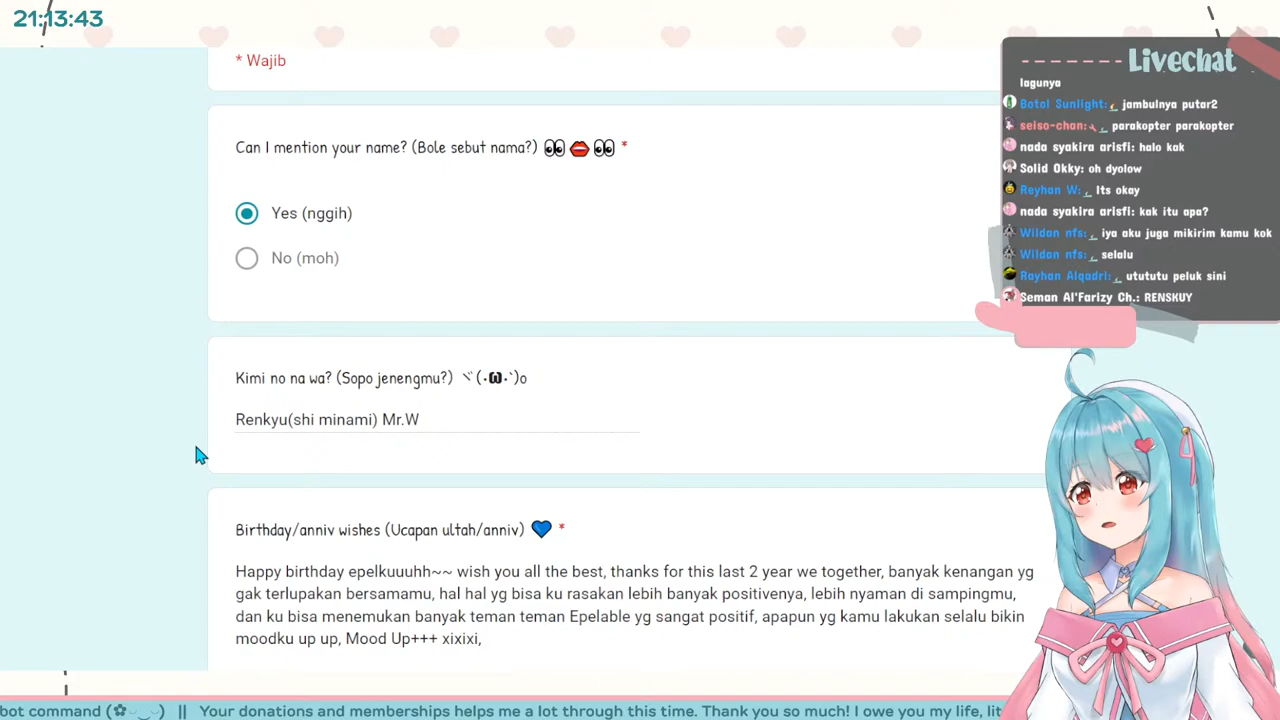 21:13:43
* Wajib
Can I mention your name? (Bole sebut nama?) 👀 👄 👀 *
Yes (nggih)
No (moh)
Kimi no na wa? (Sopo jenengmu?) ヾ(・ω・`)o
Renkyu(shi minami) Mr.W
Birthday/anniv wishes (Ucapan ultah/anniv) 💙 *
Happy birthday epelkuuuhh~~ wish you all the best, thanks for this last 2 year we together, banyak kenangan yg
gak terlupakan bersamamu, hal hal yg bisa ku rasakan lebih banyak positivenya, lebih nyaman di sampingmu,
dan ku bisa menemukan banyak teman teman Epelable yg sangat positif, apapun yg kamu lakukan selalu bikin
moodku up up, Mood Up+++ xixixi,
Livechat
lagunya
Botol Sunlight: jambulnya putar2
seiso-chan: parakopter parakopter
nada syakira arisfi: halo kak
Solid Okky: oh dyolow
Reyhan W: Its okay
nada syakira arisfi: kak itu apa?
Wildan nfs: iya aku juga mikirim kamu kok
Wildan nfs: selalu
Rayhan Alqadri: utututu peluk sini
Seman Al'Farizy Ch.: RENSKUY
bot command (✿◡‿◡) || Your donations and memberships helps me a lot through this time. Thank you so much! I owe you my life, lit